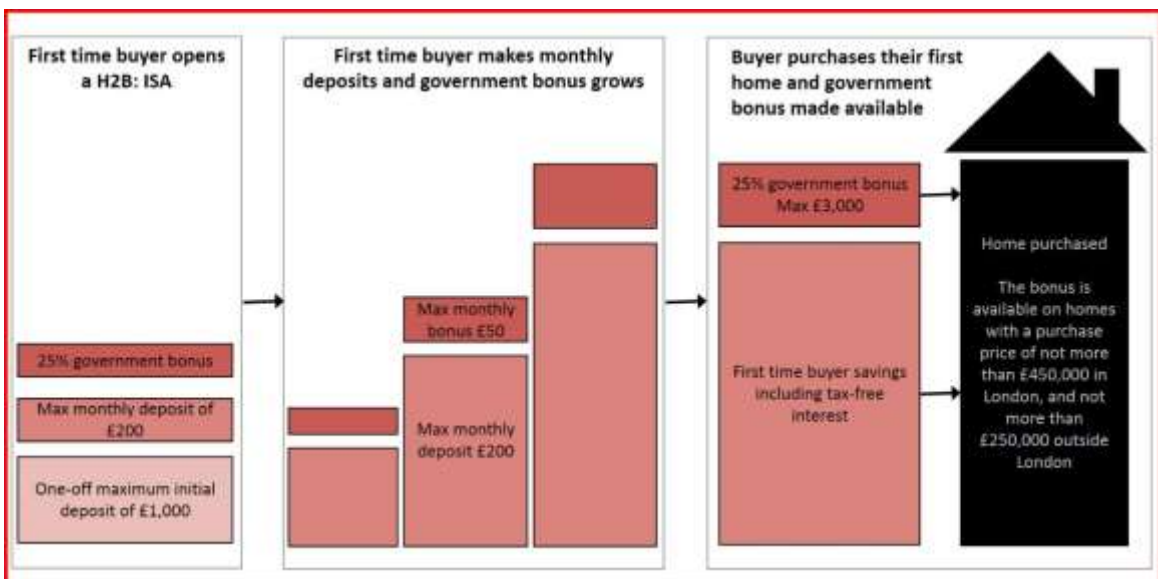 First time buyer opens
a H2B: ISA
25% government bonus
Max monthly deposit of
£200
One-off maximum initial
deposit of £1,000
First time buyer makes monthly
deposits and government bonus grows
Max monthly
bonus £50
Max monthly
deposit £200
Buyer purchases their first
home and government
bonus made available
25% government bonus
Max £3,000
First time buyer savings
including tax-free
interest
Home purchased
The bonus is
available on homes
with a purchase
price of not more
than £450,000 in
London, and not
more than
£250,000 outside
London